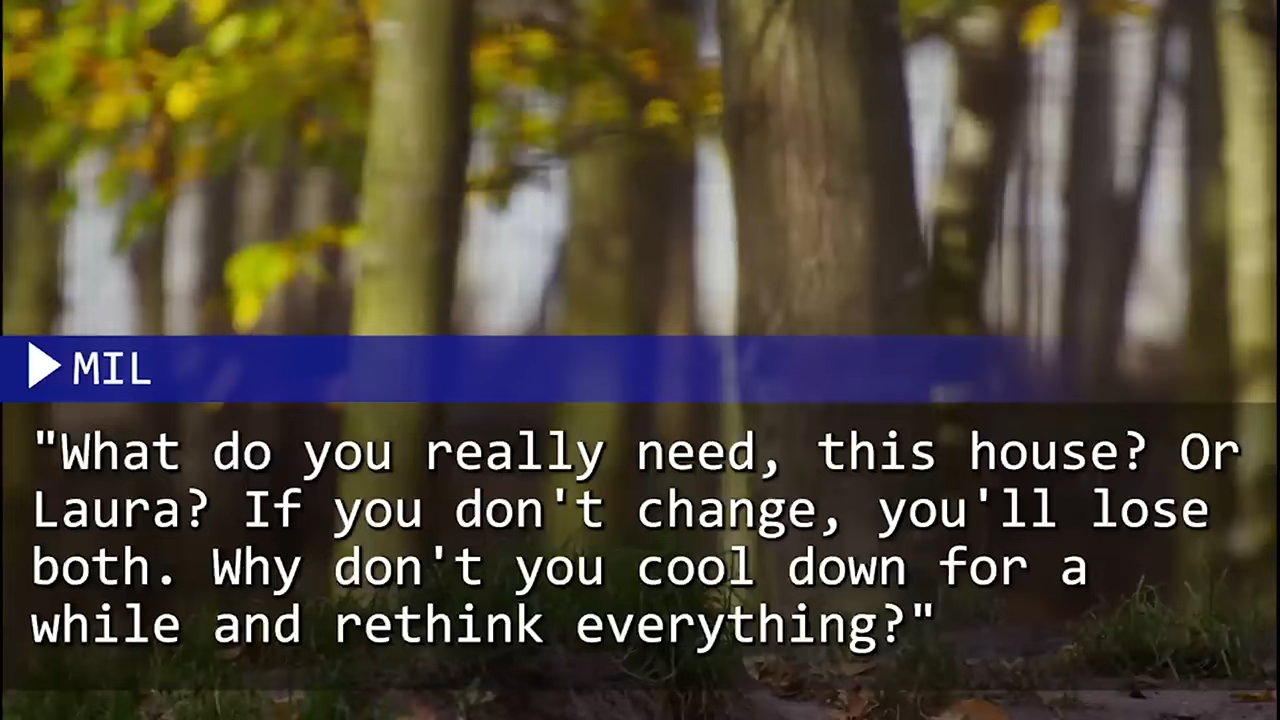 MIL
"What do you really need, this house? Or
Laura? If you don't change, you'll lose
both. Why don't you cool down for a
while and rethink everything?"